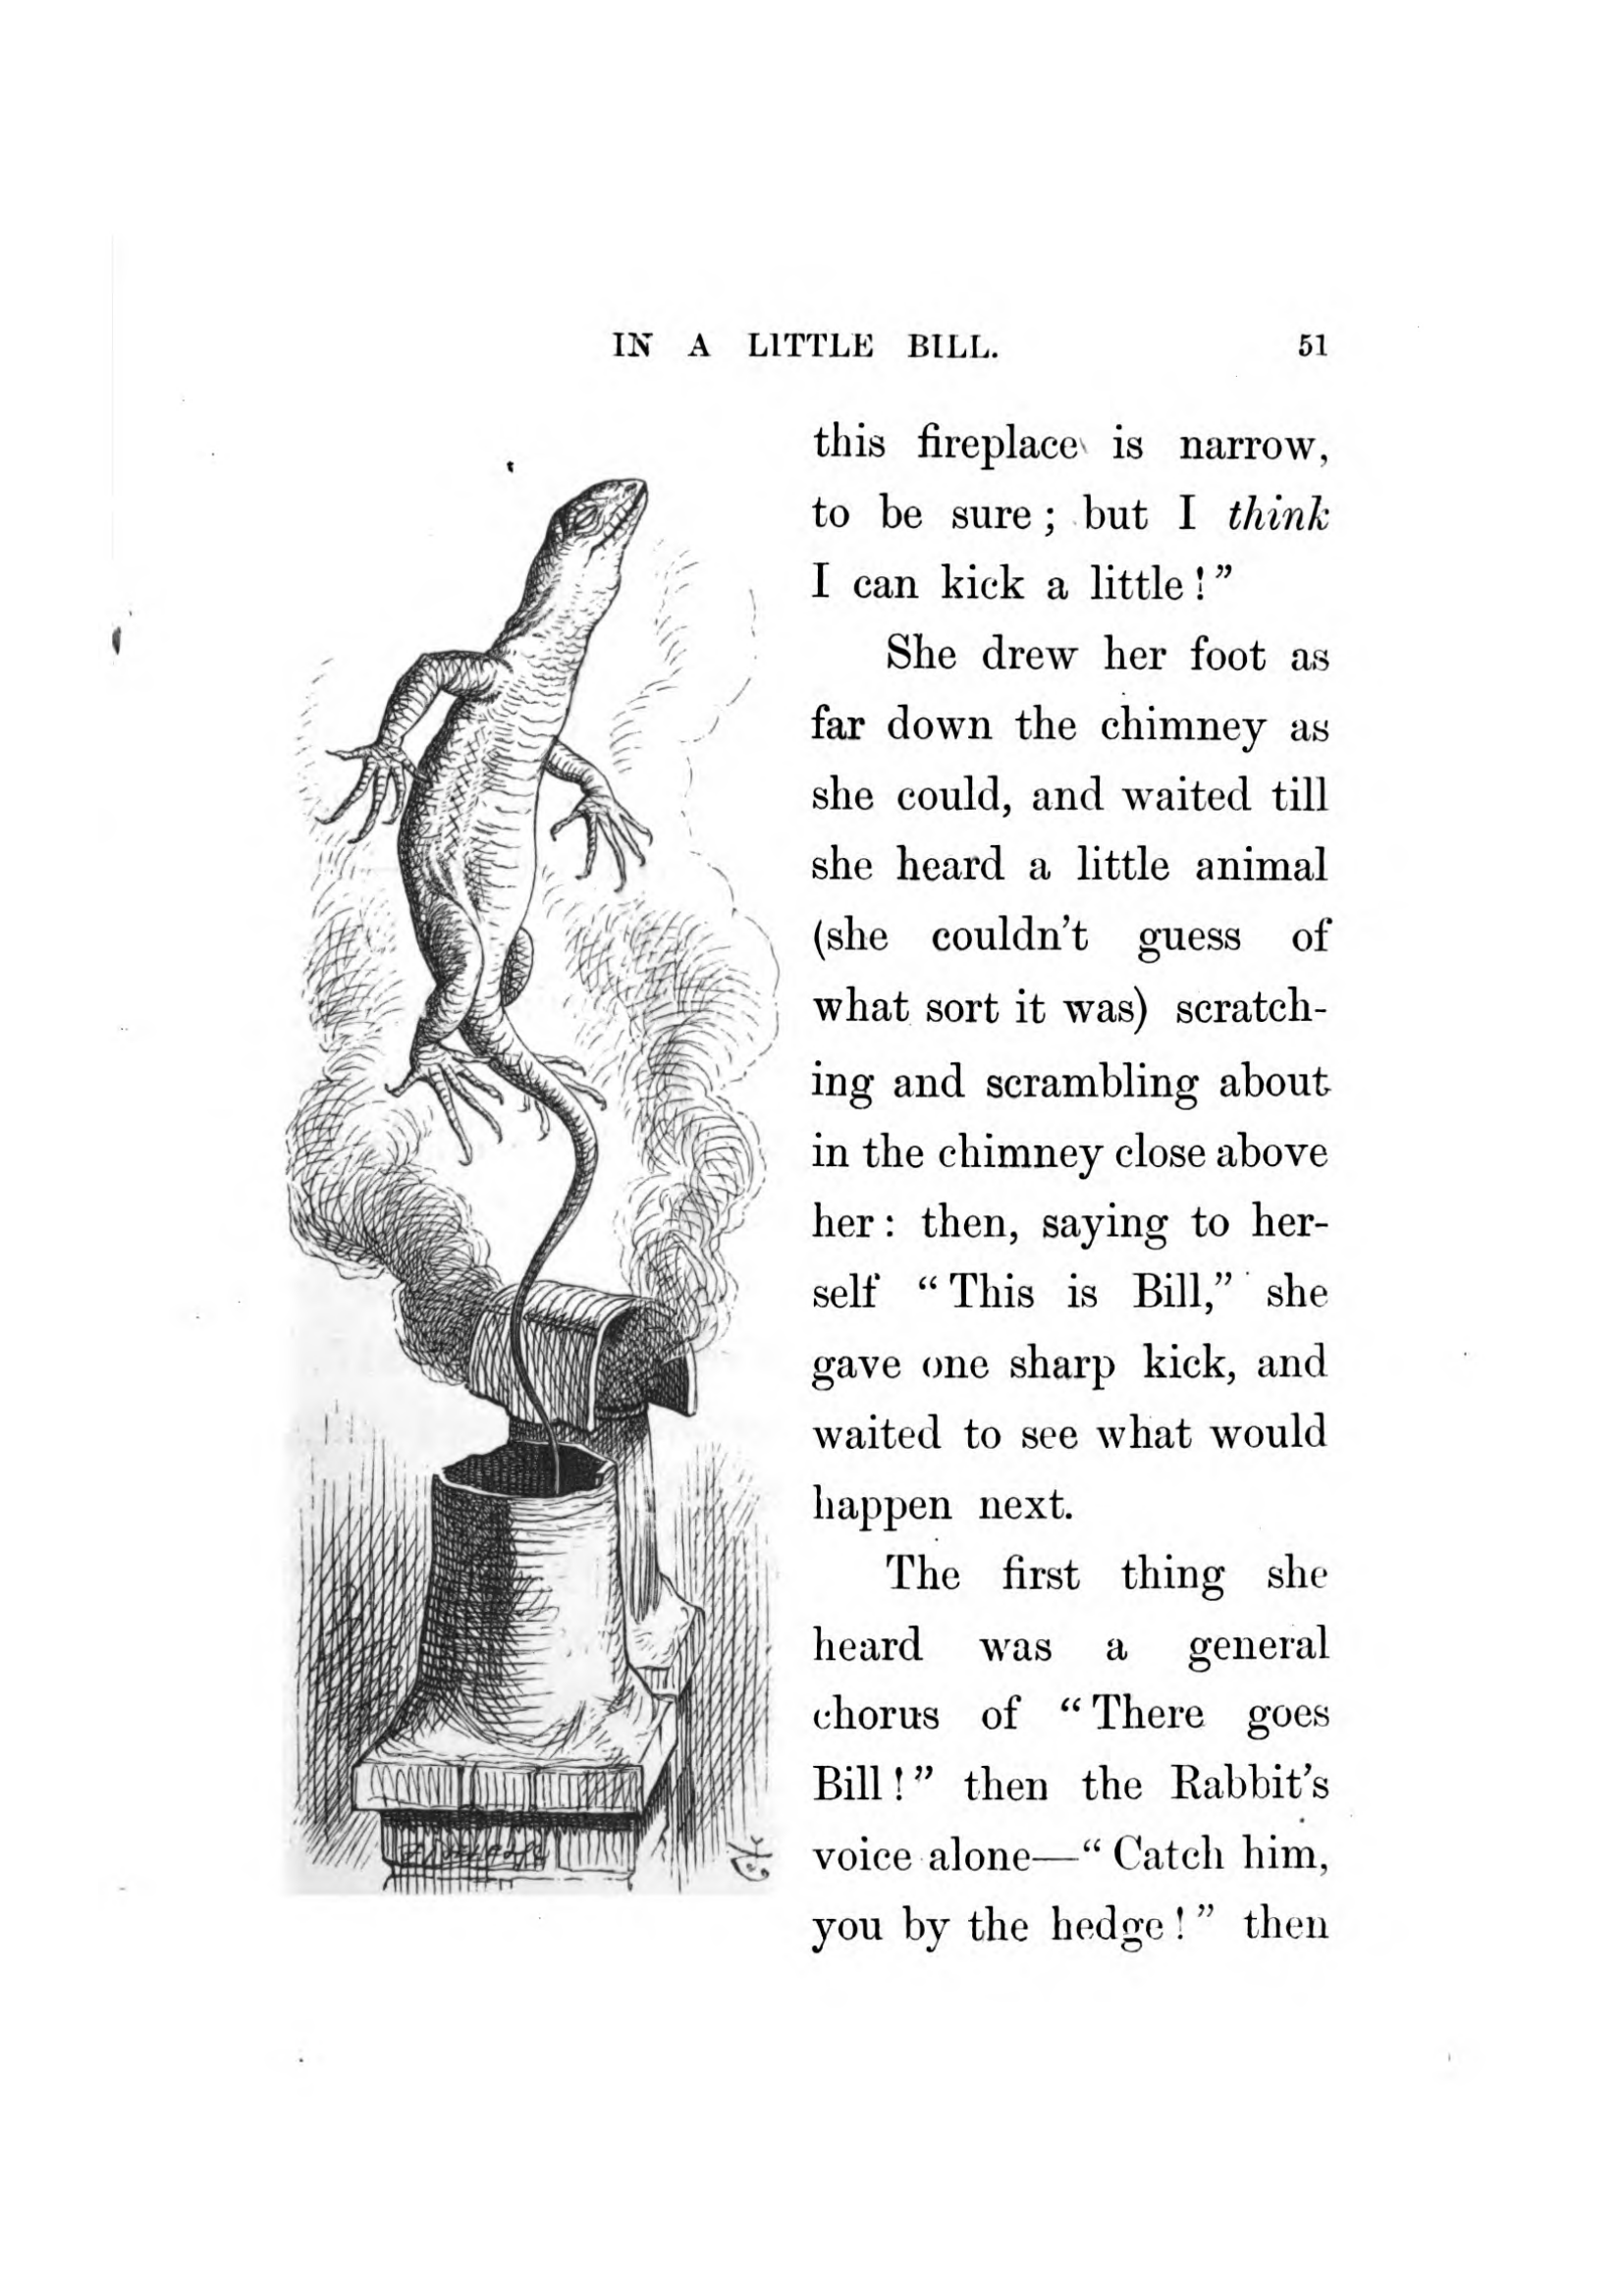 IN A LITTLE BILL. 51
this fireplace is narrow,
to be sure; but I think
I can kick a little!"
She drew her foot as
far down the chimney as
she could, and waited till
she heard a little animal
(she couldn't guess of
what sort it was) scratch-
ing and scrambling about
in the chimney close above
her: then, saying to her-
self "This is Bill," she
gave one sharp kick, and
waited to see what would
happen next.
The first thing she
heard was a general
chorus of "There goes
Bill!" then the Rabbit's
voice alone—"Catch him,
you by the hedge!" then